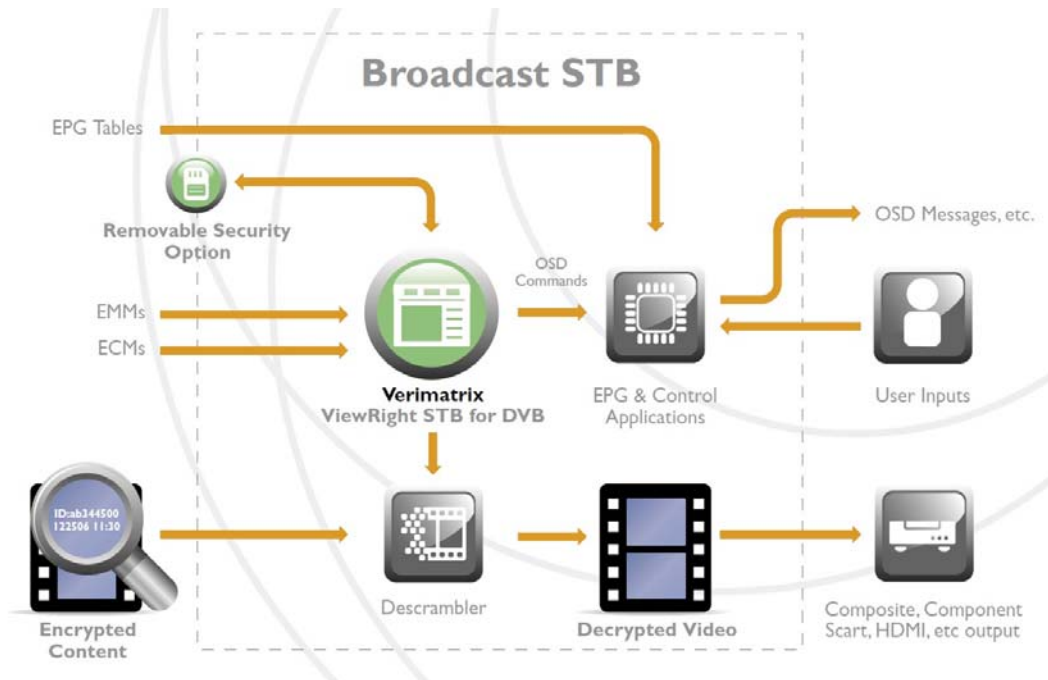 Broadcast STB
EPG Tables
Removable Security
Option
OSD Messages, etc.
OSD
Commands
EMMs
ECMs
Verimatrix
ViewRight STB for DVB
EPG & Control
Applications
User Inputs
ID:ab344500
122506 11:30
Encrypted
Content
Descrambler
Decrypted Video
Composite, Component
Scart, HDMI, etc output